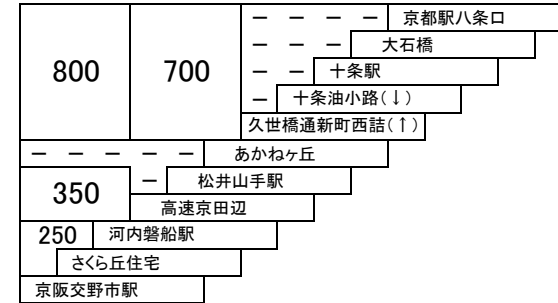 800 700 － － － － 京都駅八条口
－ － － 大石橋
－ － 十条駅
－ 十条油小路(↓)
久世橋通新町西詰(↑)
－ － － － － あかねヶ丘
350 － 松井山手駅
高速京田辺
250 河内磐船駅
さくら丘住宅
京阪交野市駅